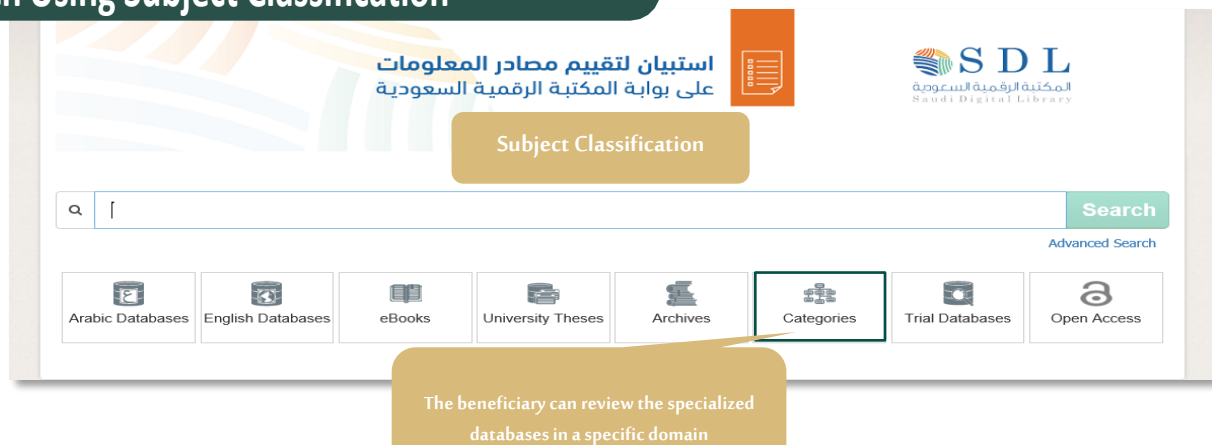 Using Subject Classification
استبيان لتقييم مصادر المعلومات
على بوابة المكتبة الرقمية السعودية
SDL
المكتبة الرقمية السعودية
Saudi Digital Library
Subject Classification
Search
Advanced Search
Arabic Databases
English Databases
eBooks
University Theses
Archives
Categories
Trial Databases
Open Access
The beneficiary can review the specialized
databases in a specific domain